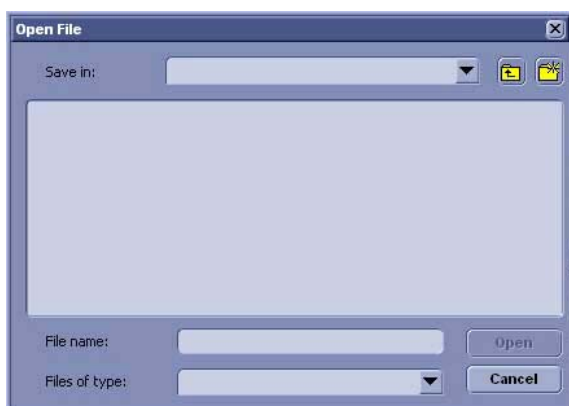 Open File
Save in:
File name:
Open
Files of type:
Cancel